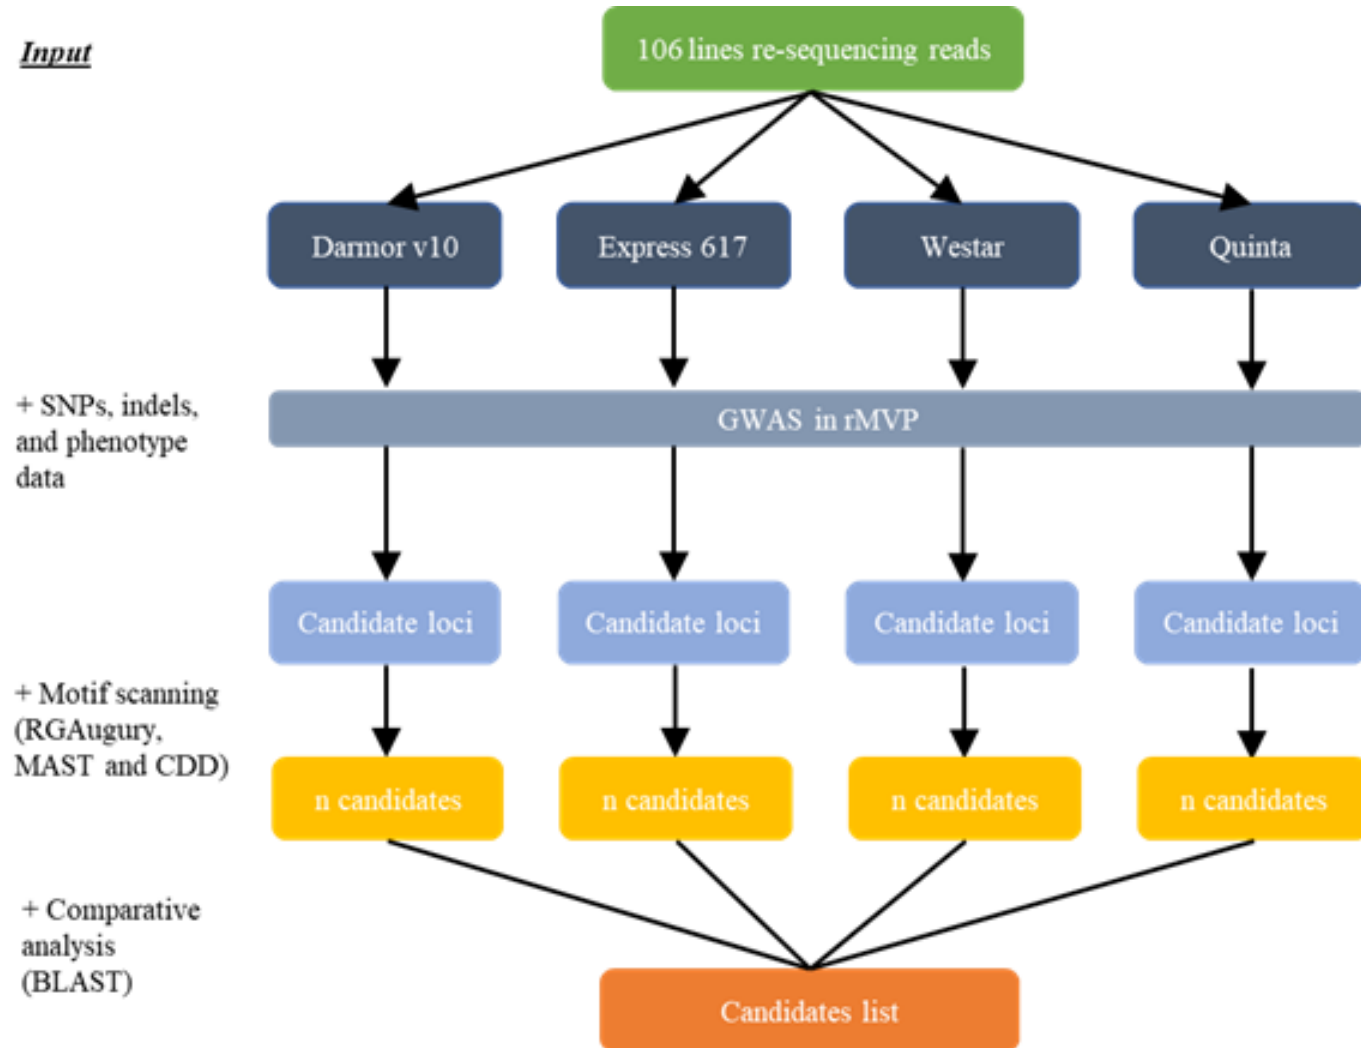 Input
106 lines re-sequencing reads
Darmor v10
Express 617
Westar
Quinta
+ SNPs, indels,
and phenotype
data
GWAS in rMVP
Candidate loci
Candidate loci
Candidate loci
Candidate loci
+ Motif scanning
(RGAugury,
MAST and CDD)
n candidates
n candidates
n candidates
n candidates
+ Comparative
analysis
(BLAST)
Candidates list